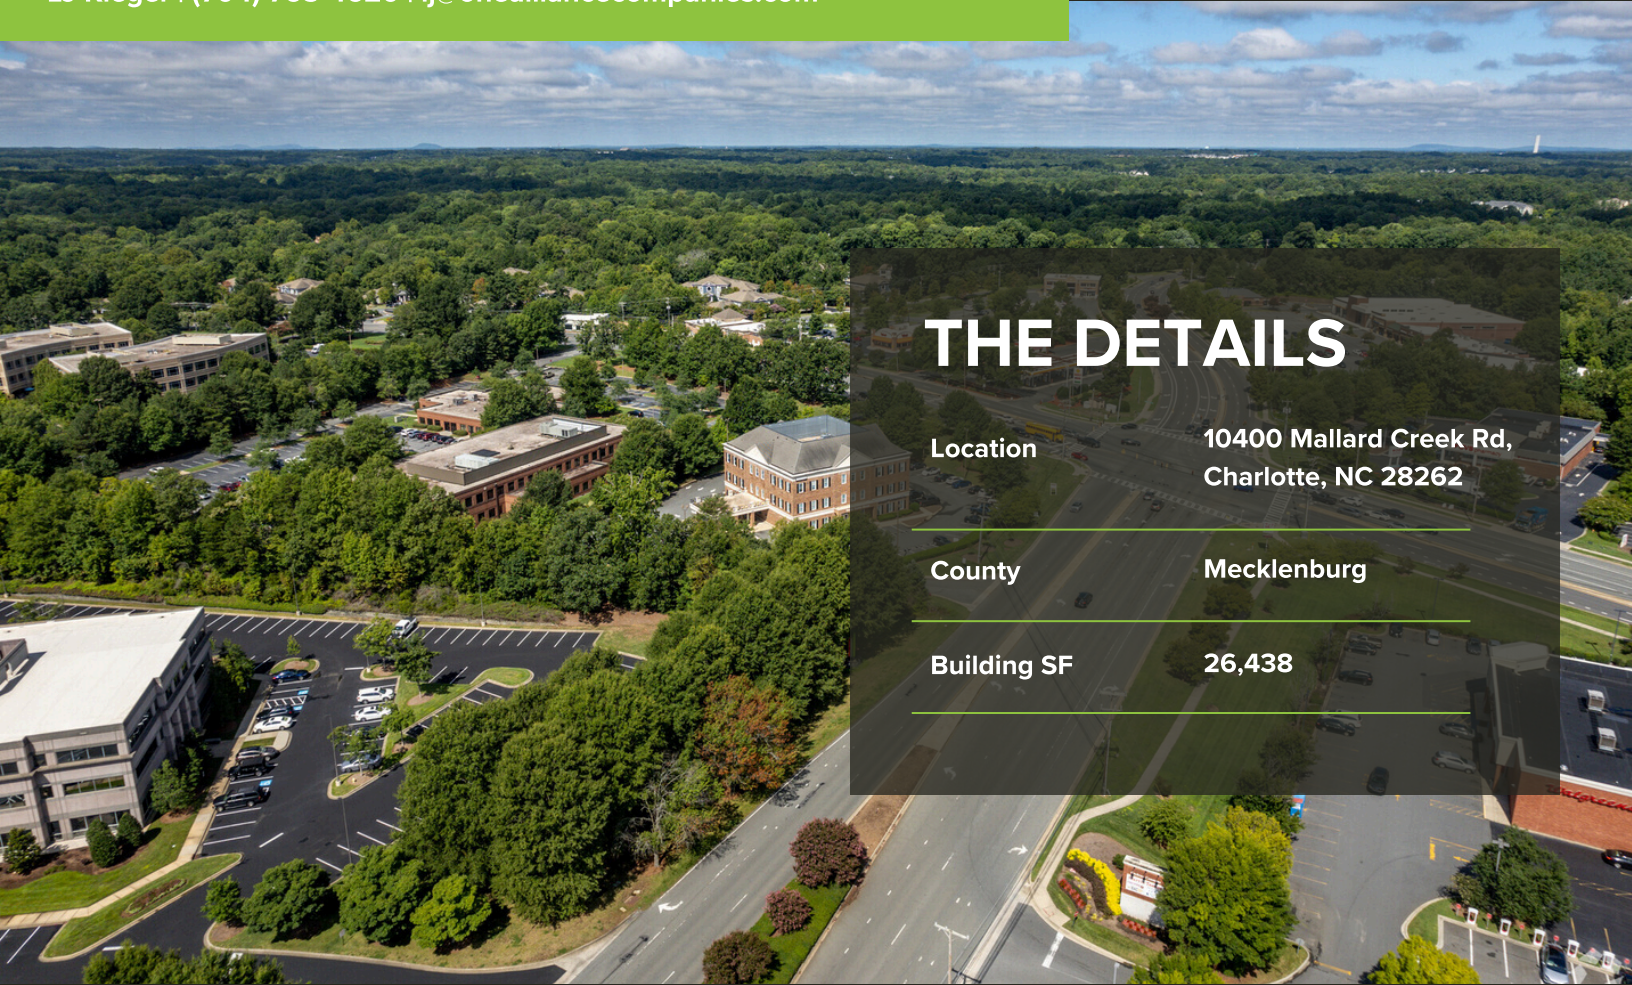 THE DETAILS
Location
10400 Mallard Creek Rd,
Charlotte, NC 28262
County
Mecklenburg
Building SF
26,438